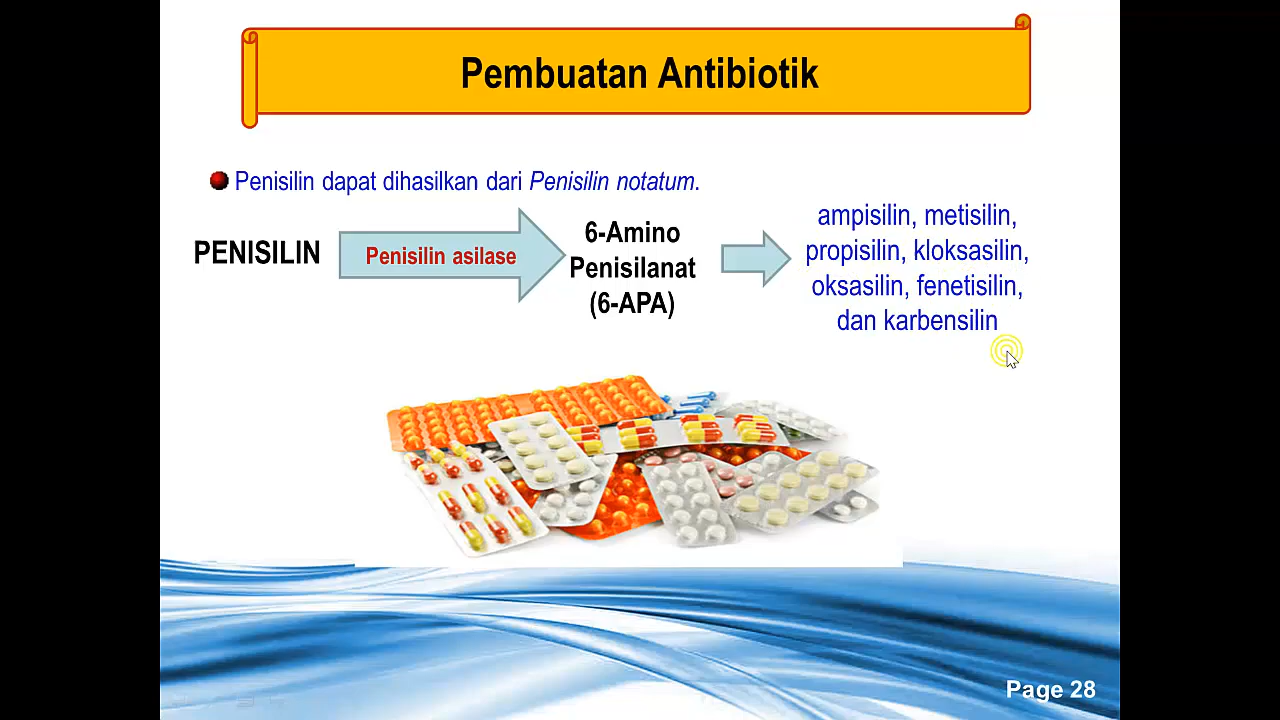 Pembuatan Antibiotik
Penisilin dapat dihasilkan dari Penisilin notatum.
PENISILIN
Penisilin asilase
6-Amino
Penisilanat
(6-APA)
ampisilin, metisilin,
propisilin, kloksasilin,
oksasilin, fenetisilin,
dan karbensilin
Page 28